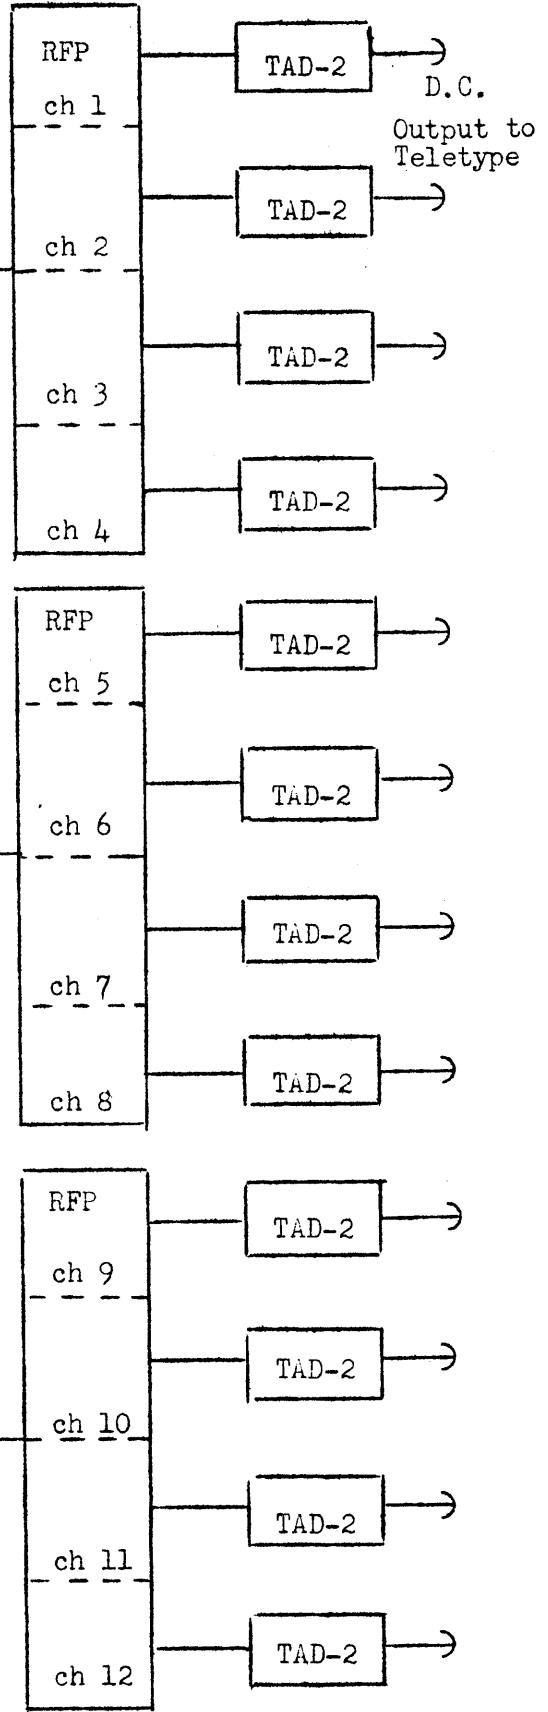 RFP
TAD-2
D.C.
ch 1
Output to
Teletype
TAD-2
ch 2
TAD-2
ch 3
TAD-2
ch 4
RFP
TAD-2
ch 5
TAD-2
ch 6
TAD-2
ch 7
TAD-2
ch 8
RFP
TAD-2
ch 9
TAD-2
ch 10
TAD-2
ch 11
TAD-2
ch 12